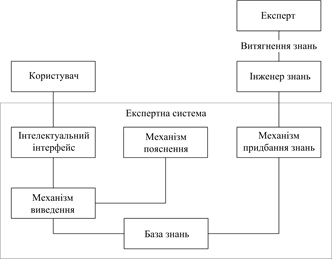 Експерт
Витягнення знань
Користувач
Інженер знань
Експертна система
Інтелектуальний
інтерфейс
Механізм
пояснення
Механізм
придбання знань
Механізм
виведення
База знань